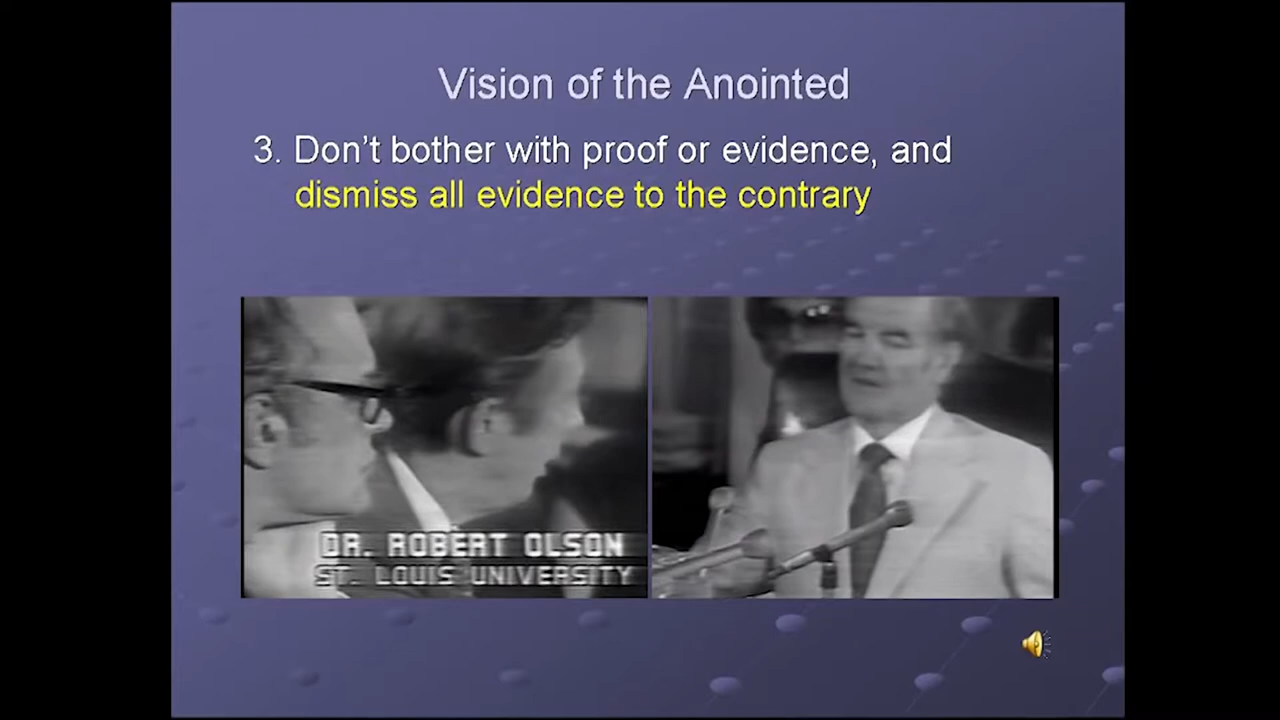 Vision of the Anointed
3. Don't bother with proof or evidence, and
dismiss all evidence to the contrary
DR. ROBERT OLSON
ST. LOUIS UNIVERSITY